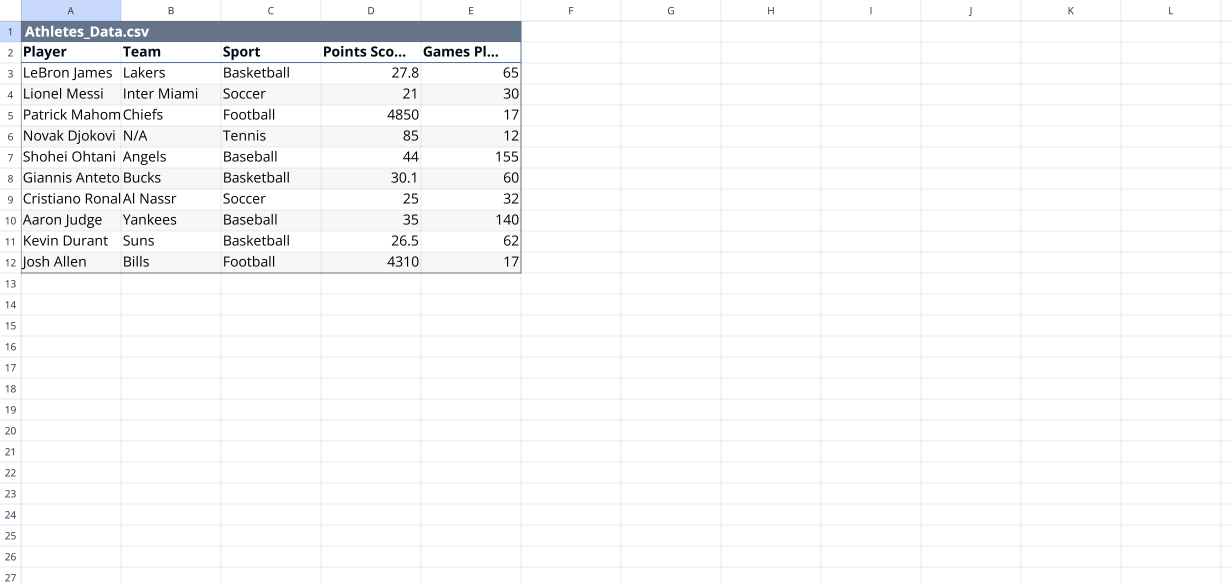 A B C D E F G H I J K L
1 Athletes_Data.csv
2 Player Team Sport Points Sco... Games Pl...
3 LeBron James Lakers Basketball 27.8 65
4 Lionel Messi Inter Miami Soccer 21 30
5 Patrick Mahom Chiefs Football 4850 17
6 Novak Djokovi N/A Tennis 85 12
7 Shohei Ohtani Angels Baseball 44 155
8 Giannis Anteto Bucks Basketball 30.1 60
9 Cristiano Ronal Al Nassr Soccer 25 32
10 Aaron Judge Yankees Baseball 35 140
11 Kevin Durant Suns Basketball 26.5 62
12 Josh Allen Bills Football 4310 17
13
14
15
16
17
18
19
20
21
22
23
24
25
26
27